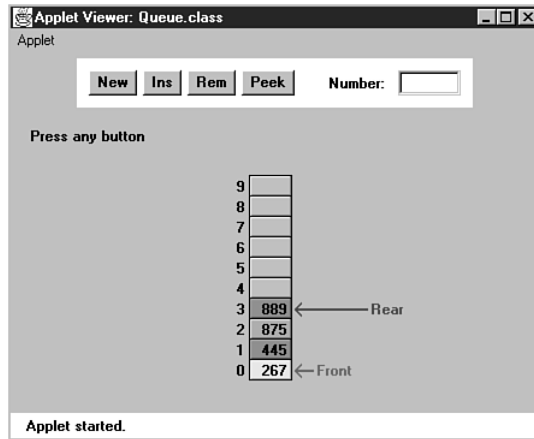 Applet Viewer: Queue.class
Applet
New Ins Rem Peek Number:
Press any button
9
8
7
6
5
4
3 889 Rear
2 875
1 445
0 267 Front
Applet started.